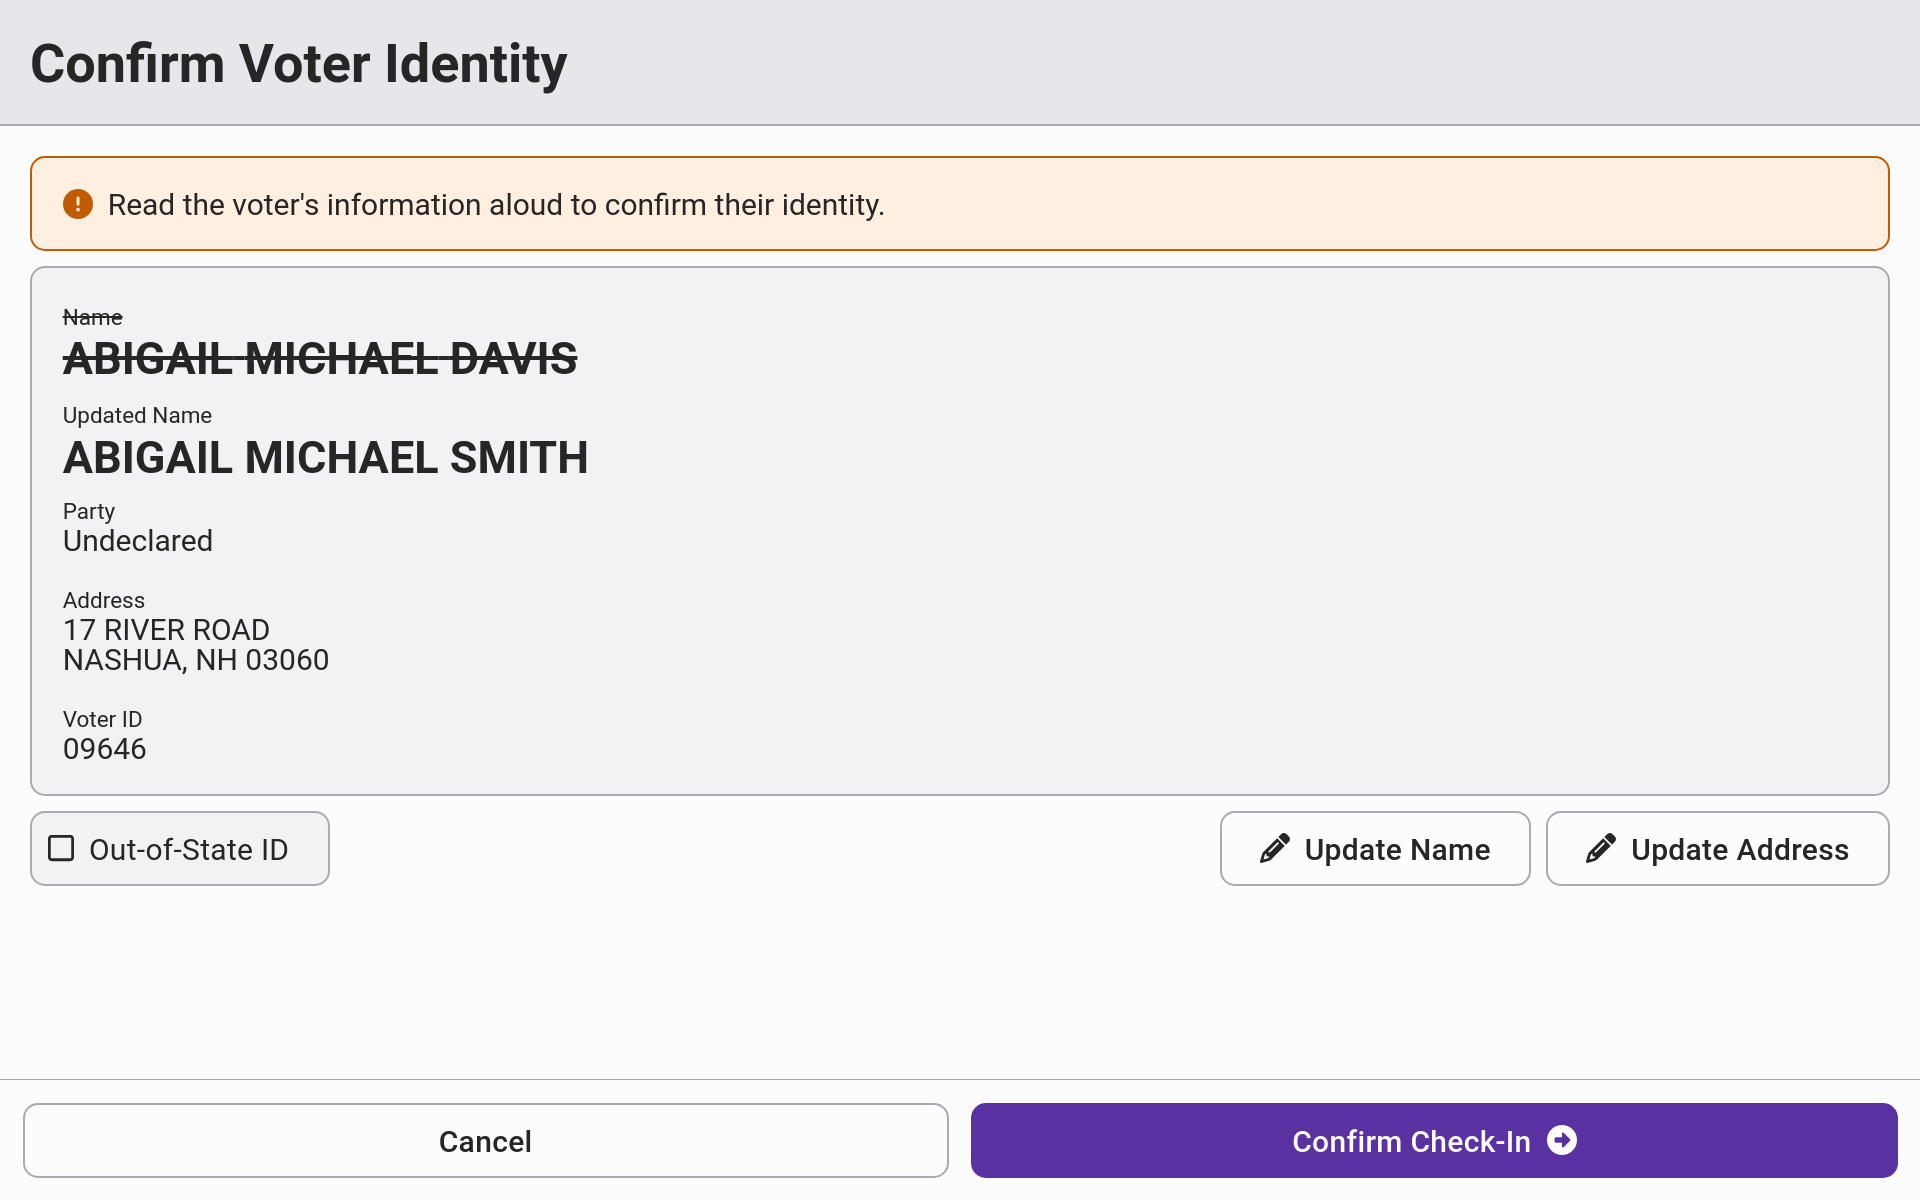 Confirm Voter Identity
Read the voter's information aloud to confirm their identity.
Name
ABIGAIL MICHAEL DAVIS
Updated Name
ABIGAIL MICHAEL SMITH
Party
Undeclared
Address
17 RIVER ROAD
NASHUA, NH 03060
Voter ID
09646
Out-of-State ID
Update Name
Update Address
Cancel
Confirm Check-In